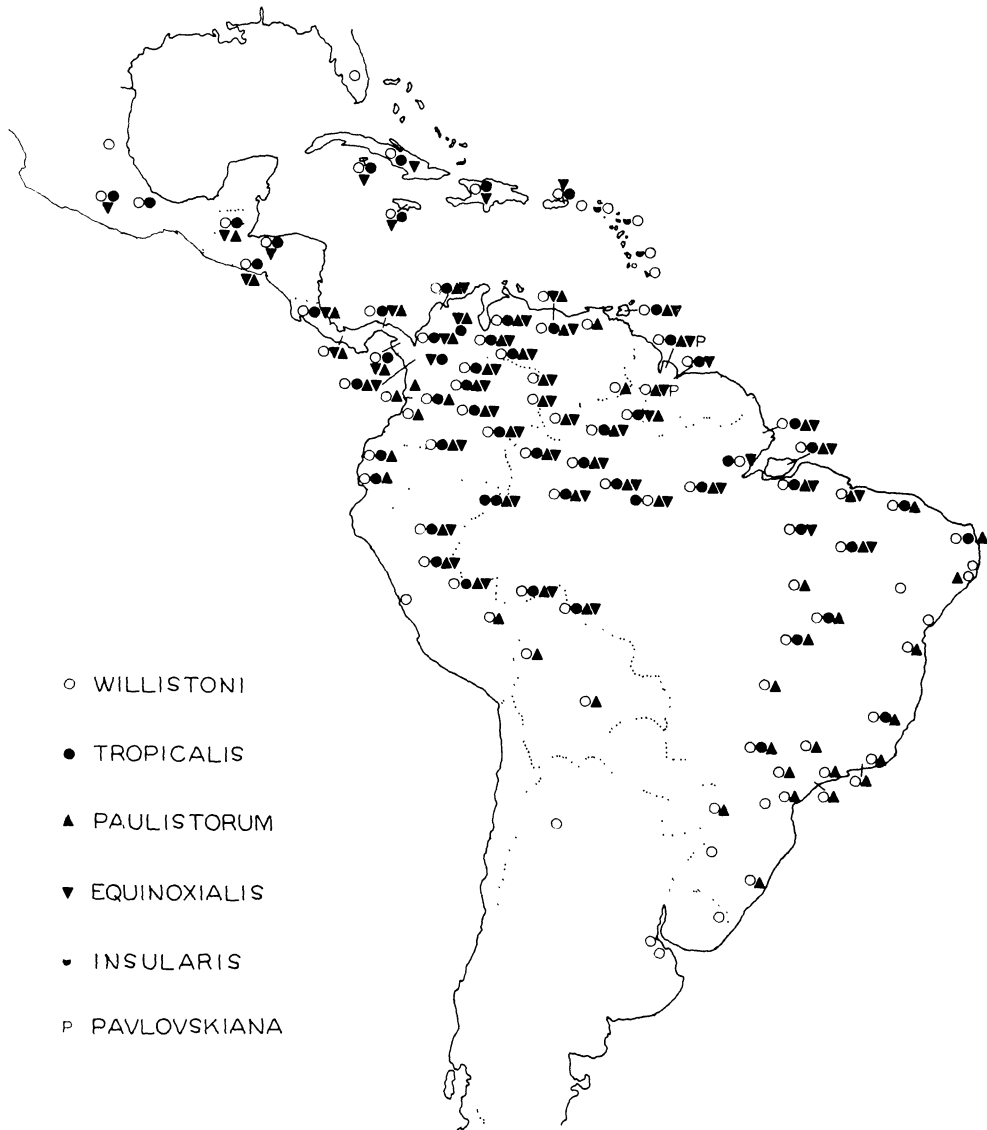 P
P
WILLISTONI
TROPICALIS
PAULISTORUM
EQUINOXIALIS
INSULARIS
P PAVLOVSKIANA